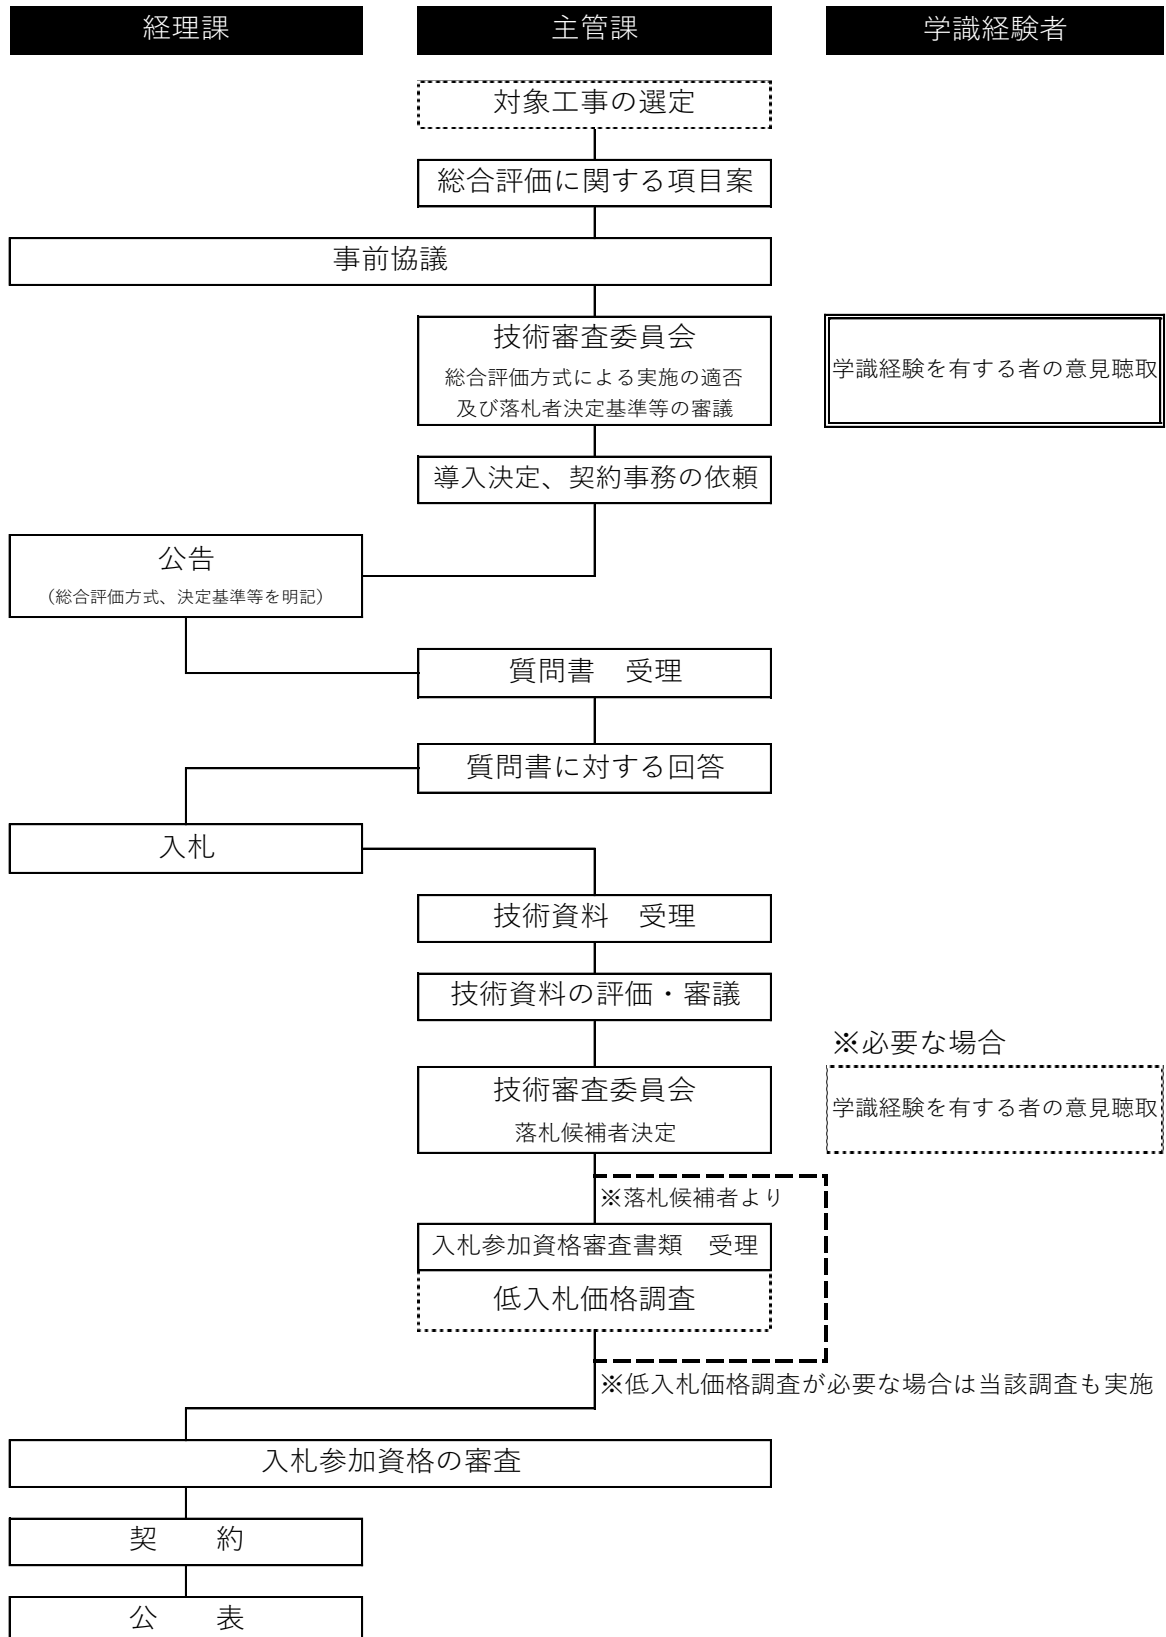 経理課
主管課
学識経験者
対象工事の選定
総合評価に関する項目案
事前協議
技術審査委員会
総合評価方式による実施の適否
及び落札者決定基準等の審議
学識経験を有する者の意見聴取
導入決定、契約事務の依頼
公告
（総合評価方式、決定基準等を明記）
質問書　受理
質問書に対する回答
入札
技術資料　受理
技術資料の評価・審議
※必要な場合
技術審査委員会
落札候補者決定
学識経験を有する者の意見聴取
※落札候補者より
入札参加資格審査書類　受理
低入札価格調査
※低入札価格調査が必要な場合は当該調査も実施
入札参加資格の審査
契　　約
公　　表